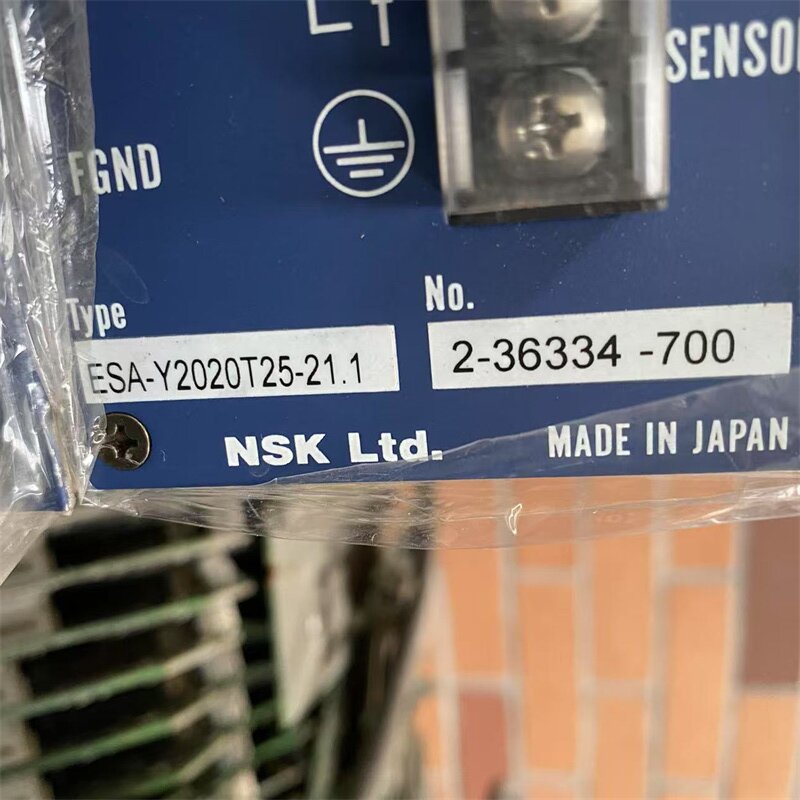 SENSO
FGND
Type
No.
ESA-Y2020T25-21.1
2-36334 -700
NSK Ltd.
MADE IN JAPAN